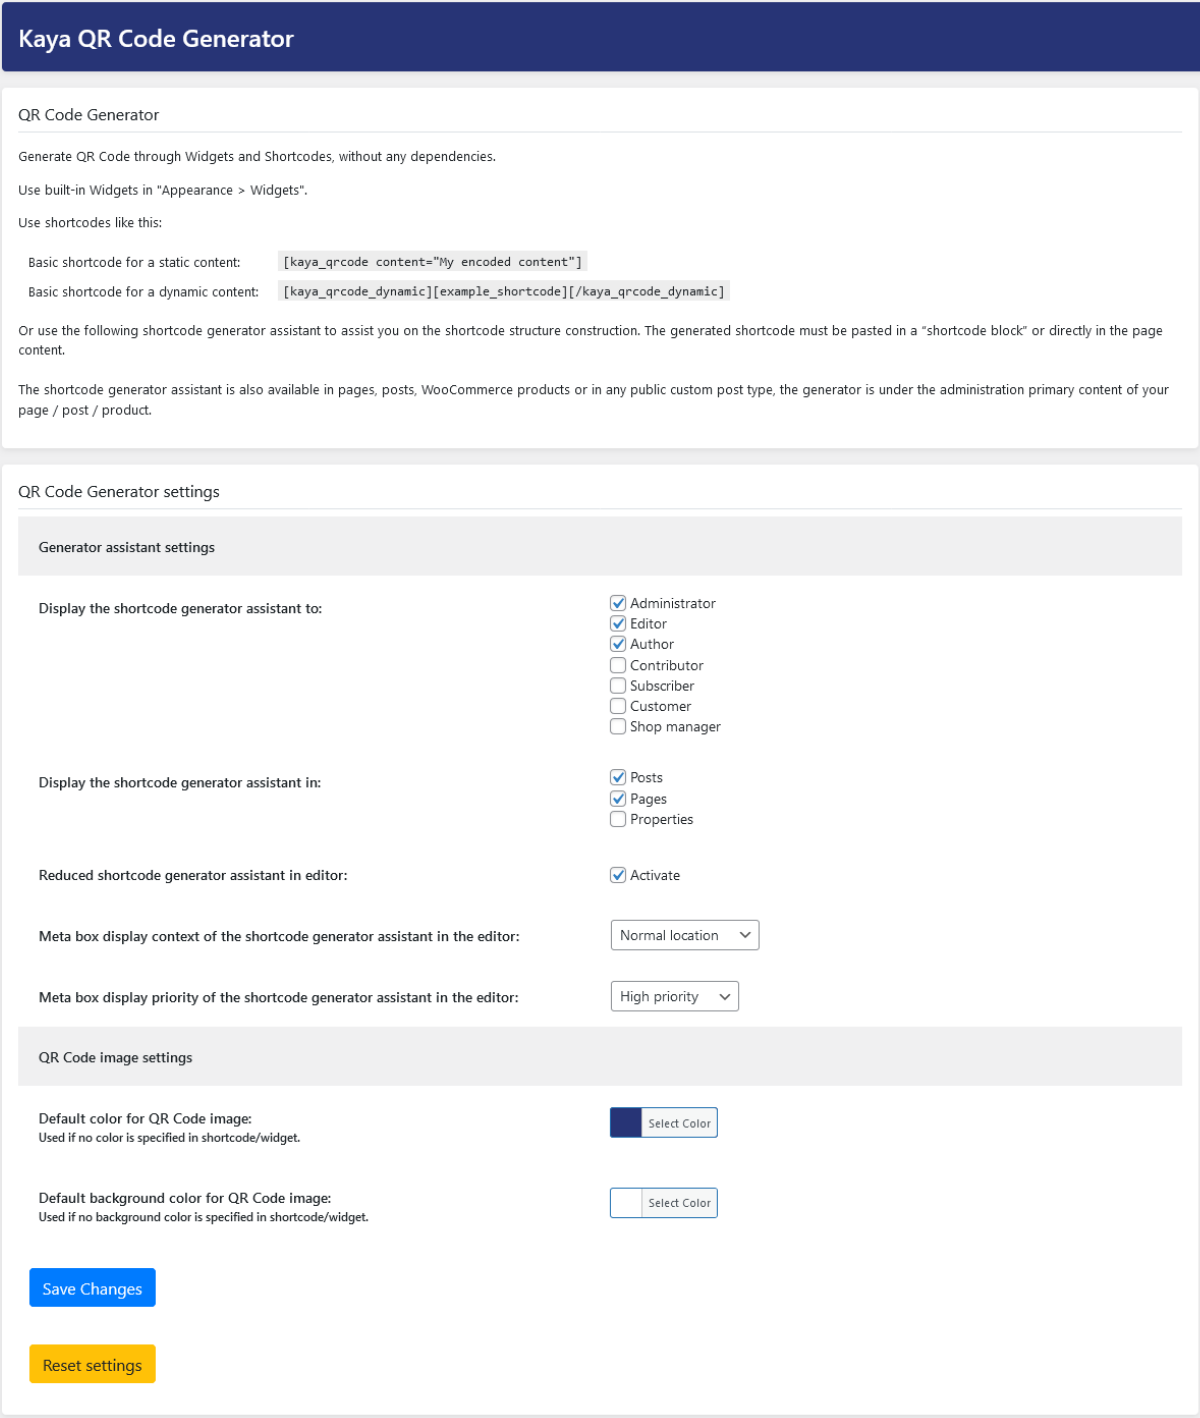 Kaya QR Code Generator
QR Code Generator
Generate QR Code through Widgets and Shortcodes, without any dependencies.
Use built-in Widgets in "Appearance > Widgets".
Use shortcodes like this:
Basic shortcode for a static content: [kaya_qrcode content="My encoded content"]
Basic shortcode for a dynamic content: [kaya_qrcode_dynamic][example_shortcode][/kaya_qrcode_dynamic]
Or use the following shortcode generator assistant to assist you on the shortcode structure construction. The generated shortcode must be pasted in a "shortcode block" or directly in the page
content.
The shortcode generator assistant is also available in pages, posts, WooCommerce products or in any public custom post type, the generator is under the administration primary content of your
page / post / product.
QR Code Generator settings
Generator assistant settings
Display the shortcode generator assistant to:
Administrator
Editor
Author
Contributor
Subscriber
Customer
Shop manager
Display the shortcode generator assistant in:
Posts
Pages
Properties
Reduced shortcode generator assistant in editor: Activate
Meta box display context of the shortcode generator assistant in the editor: Normal location
Meta box display priority of the shortcode generator assistant in the editor: High priority
QR Code image settings
Default color for QR Code image: Select Color
Used if no color is specified in shortcode/widget.
Default background color for QR Code image: Select Color
Used if no background color is specified in shortcode/widget.
Save Changes
Reset settings